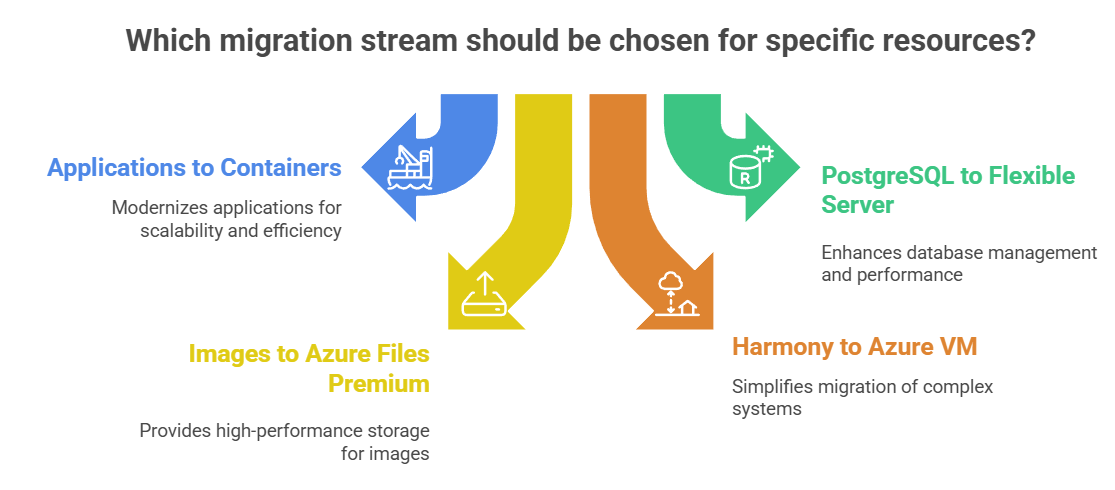 Which migration stream should be chosen for specific resources?
Applications to Containers
Modernizes applications for
scalability and efficiency
PostgreSQL to Flexible
Server
Enhances database management
and performance
R
Images to Azure Files
Premium
Provides high-performance storage
for images
Harmony to Azure VM
Simplifies migration of complex
systems